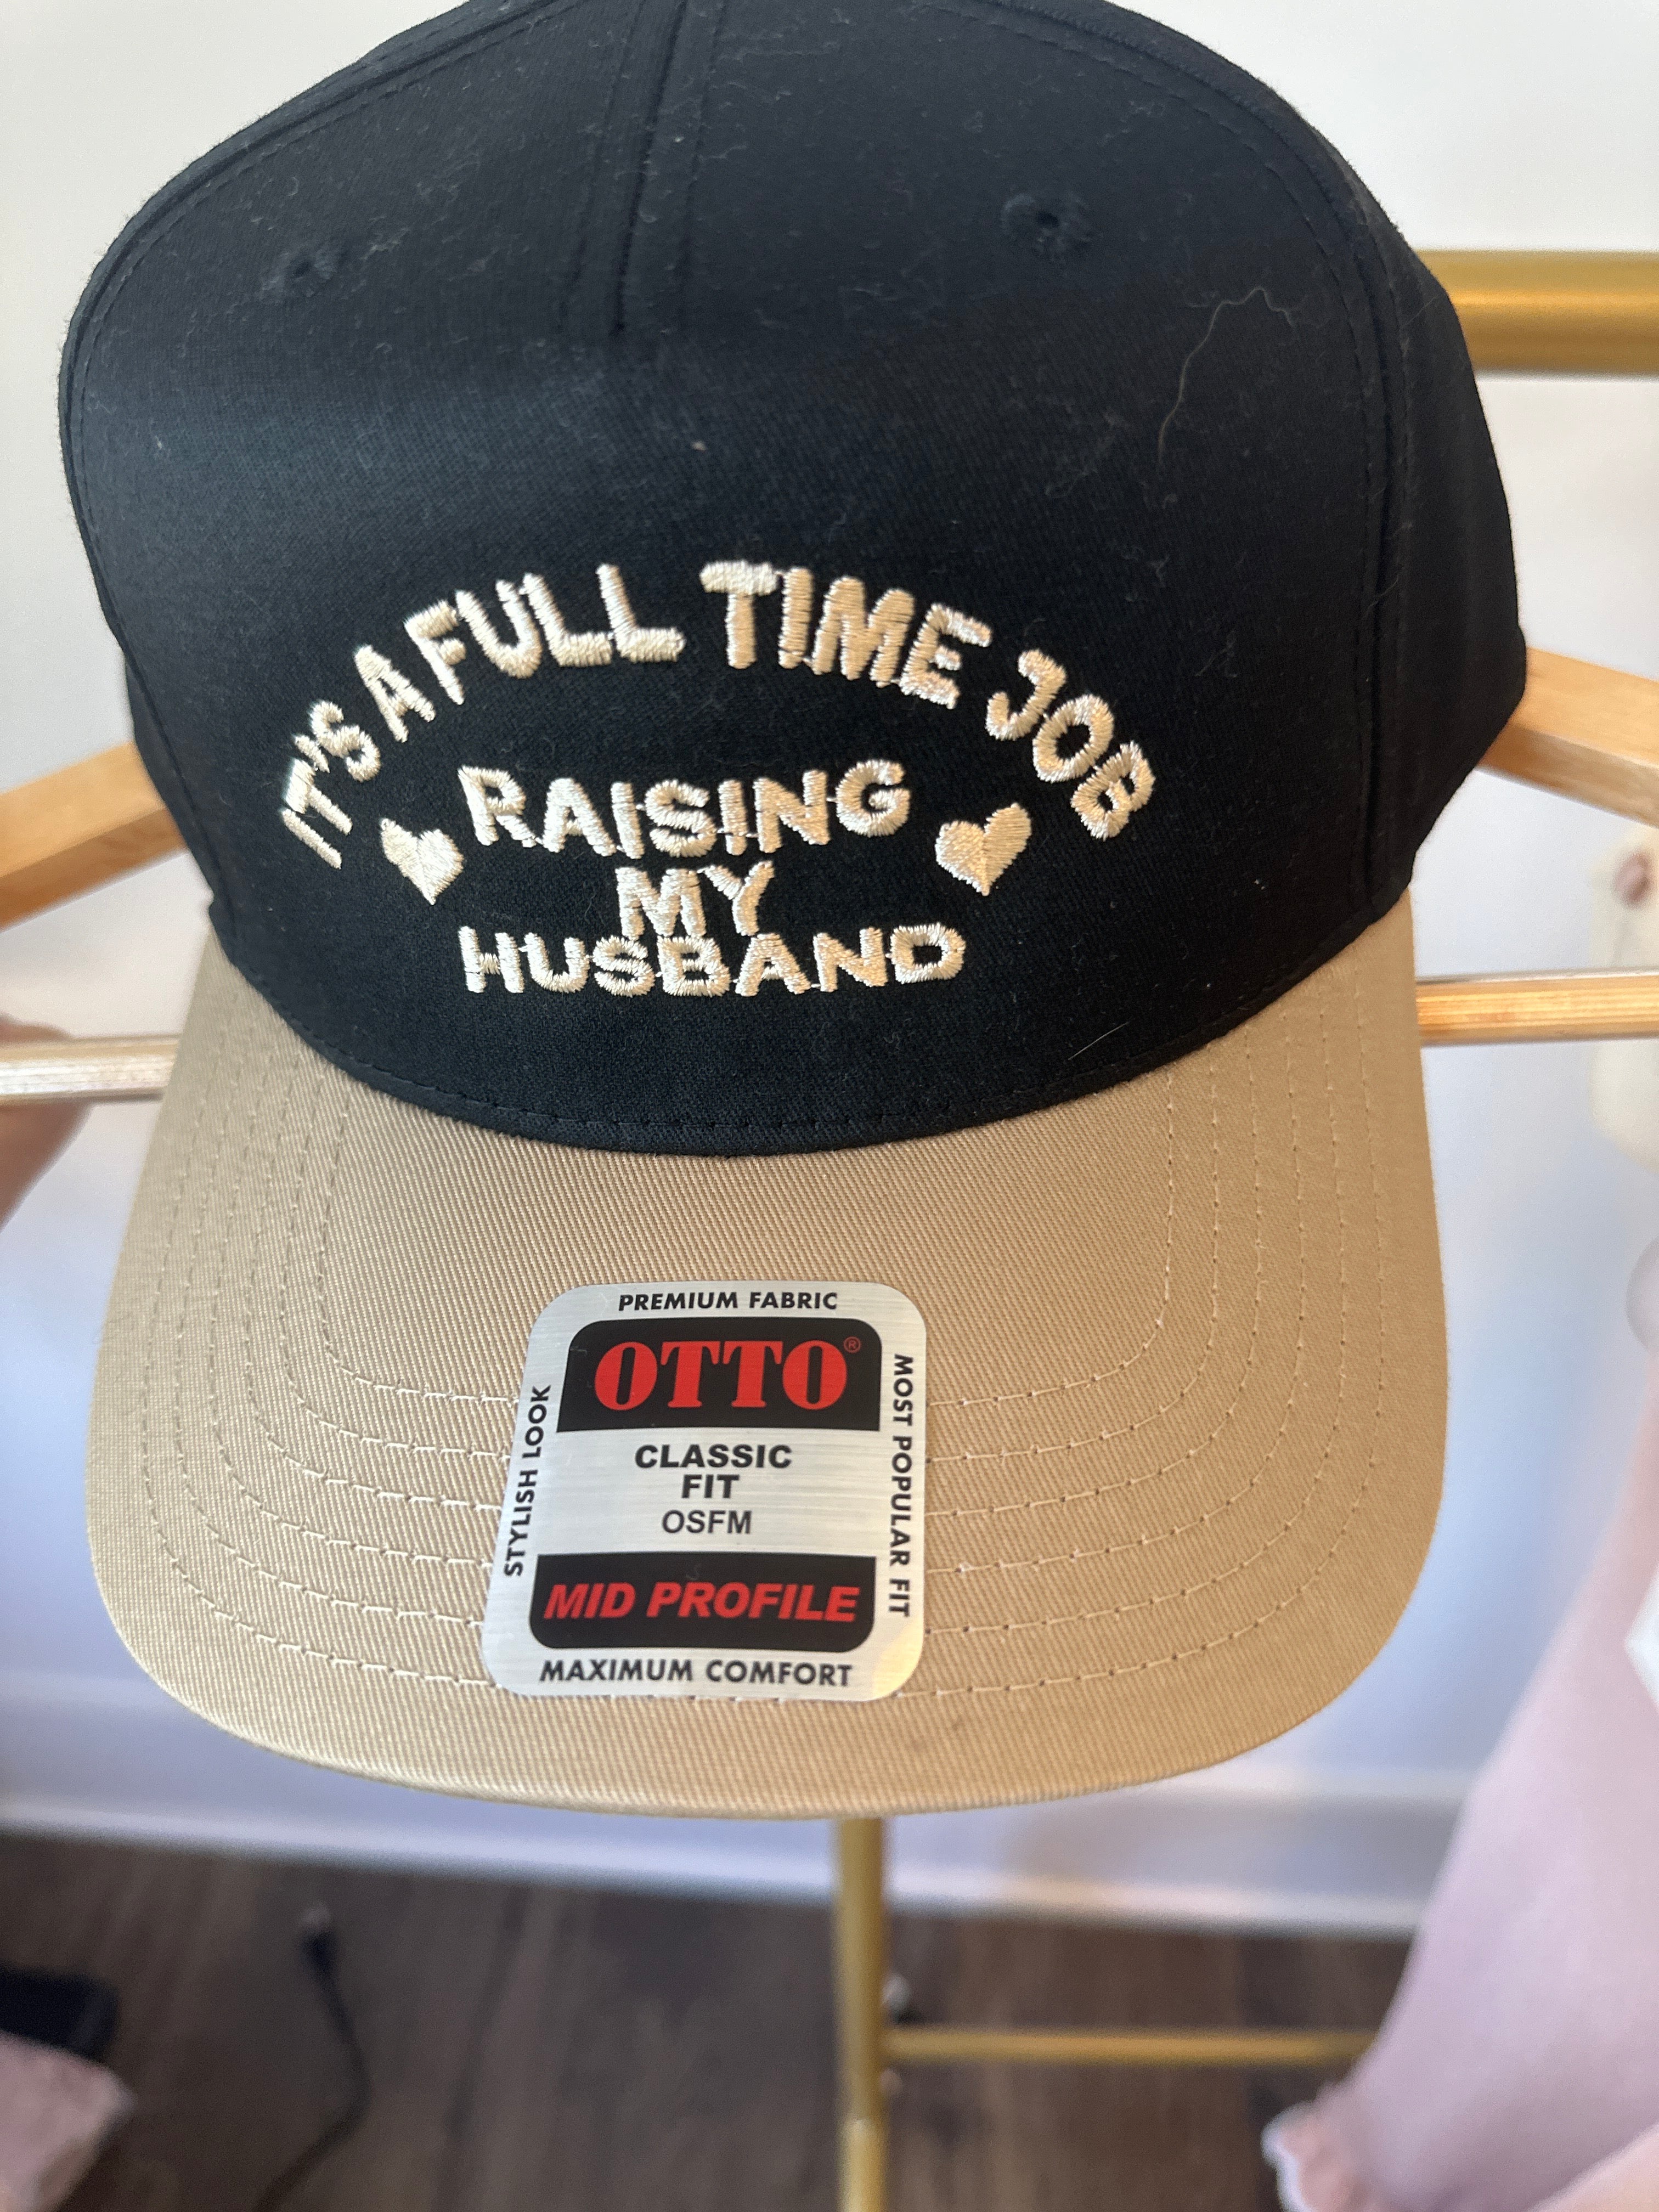 IT'S A FULL TIME JOB
RAISING
MY
HUSBAND
PREMIUM FABRIC
OTTO®
STYLISH LOOK
CLASSIC
FIT
OSFM
MOST POPULAR FIT
MID PROFILE
MAXIMUM COMFORT